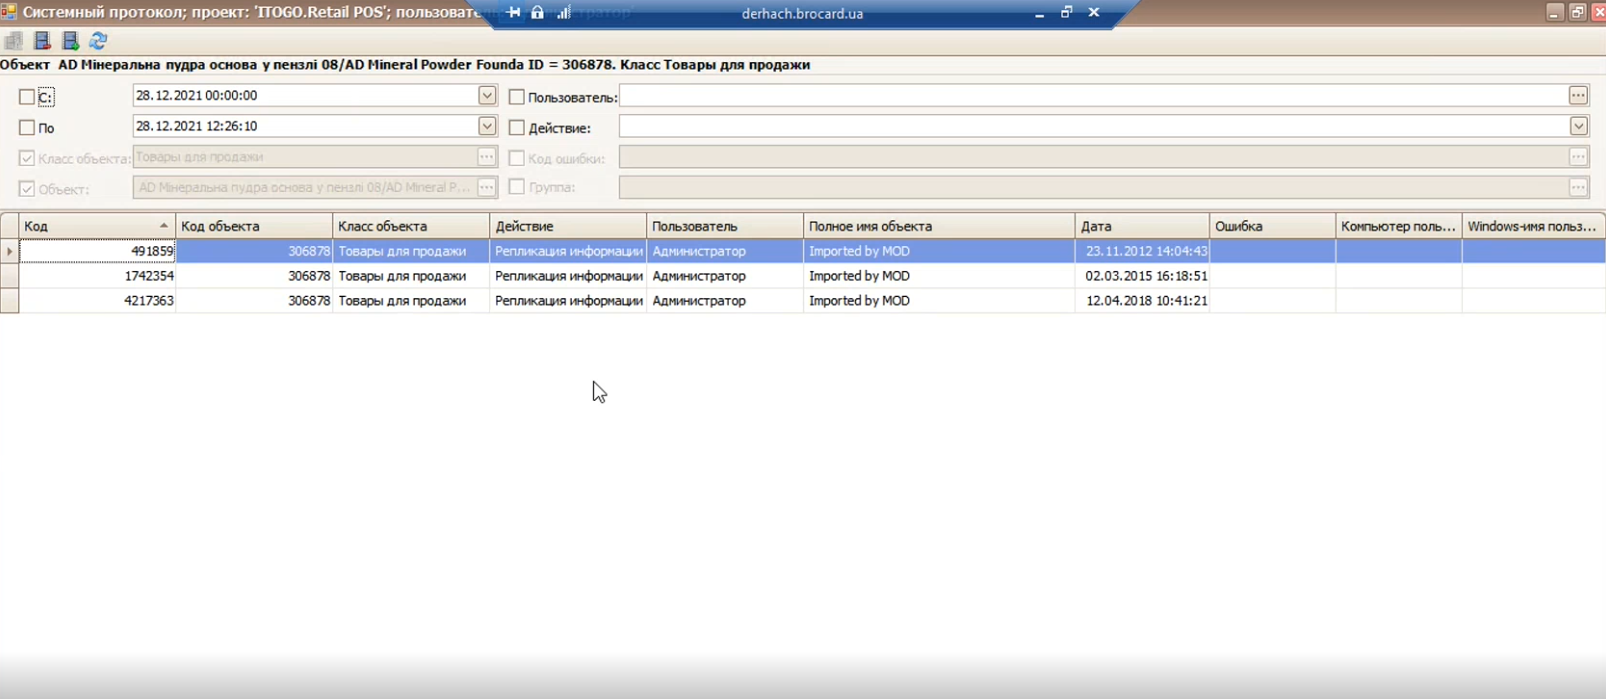 Системный протокол; проект: 'ITOGO.Retail POS'; пользователь
derhach.brocard.ua
Объект AD Мінеральна пудра основа у пензлі 08/AD Mineral Powder Founda ID = 306878. Класс Товары для продажи
С: 28.12.2021 00:00:00 Пользователь:
По 28.12.2021 12:26:10 Действие:
Класс объекта: Товары для продажи Код ошибки:
Объект: AD Мінеральна пудра основа у пензлі 08/AD Mineral P... Группа:
Код Код объекта Класс объекта Действие Пользователь Полное имя объекта Дата Ошибка Компьютер поль... Windows-имя польз...
491859 306878 Товары для продажи Репликация информации Администратор Imported by MOD 23.11.2012 14:04:43
1742354 306878 Товары для продажи Репликация информации Администратор Imported by MOD 02.03.2015 16:18:51
4217363 306878 Товары для продажи Репликация информации Администратор Imported by MOD 12.04.2018 10:41:21